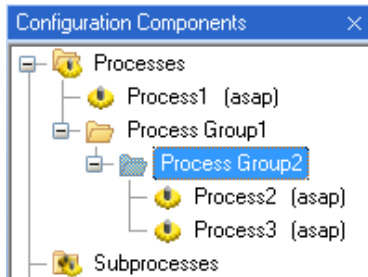 Configuration Components
Processes
Process1 (asap)
Process Group1
Process Group2
Process2 (asap)
Process3 (asap)
Subprocesses